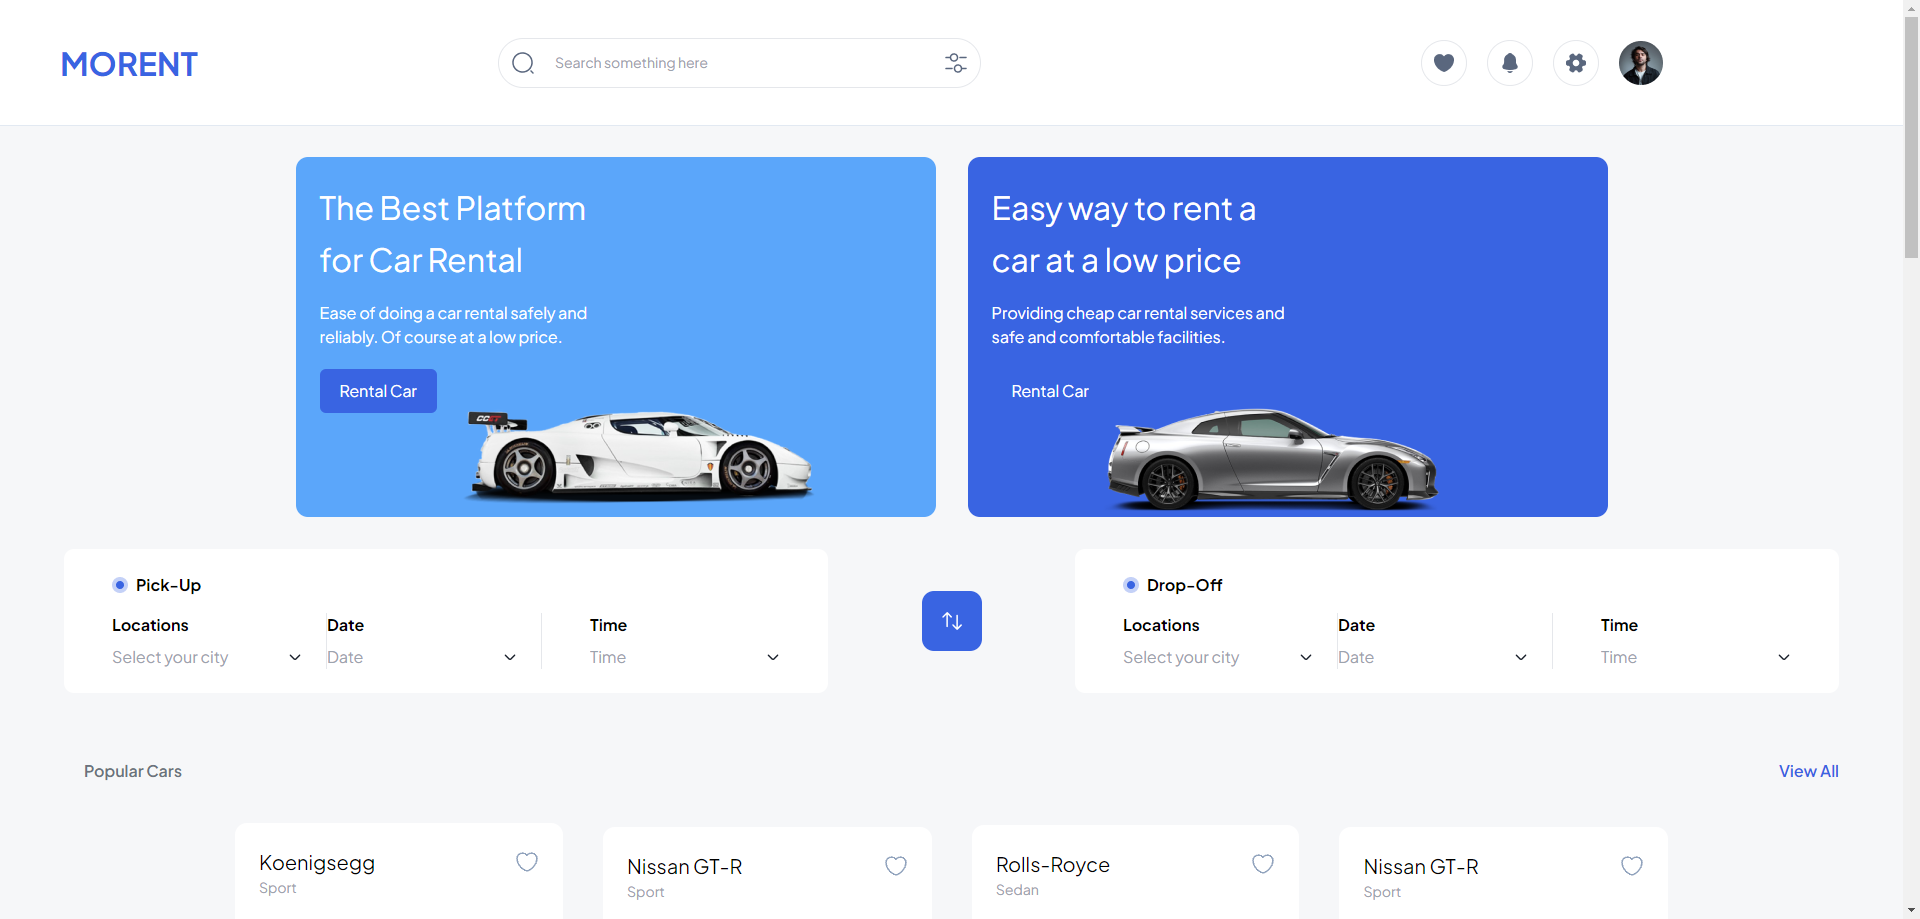 MORENT
Search something here
The Best Platform
for Car Rental
Ease of doing a car rental safely and
reliably. Of course at a low price.
Rental Car
Easy way to rent a
car at a low price
Providing cheap car rental services and
safe and comfortable facilities.
Rental Car
Pick-Up
Locations Date Time
Select your city Date Time
Drop-Off
Locations Date Time
Select your city Date Time
Popular Cars
View All
Koenigsegg
Sport
Nissan GT-R
Sport
Rolls-Royce
Sedan
Nissan GT-R
Sport